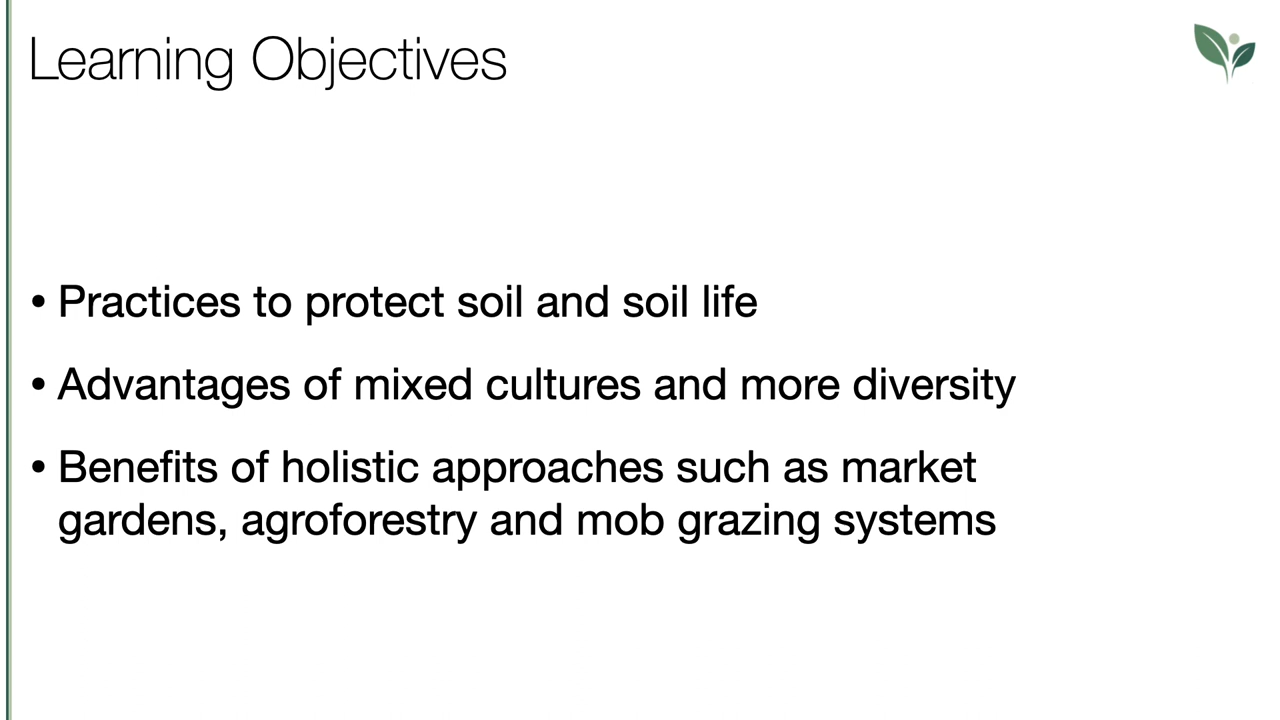 Learning Objectives
• Practices to protect soil and soil life
• Advantages of mixed cultures and more diversity
• Benefits of holistic approaches such as market
gardens, agroforestry and mob grazing systems